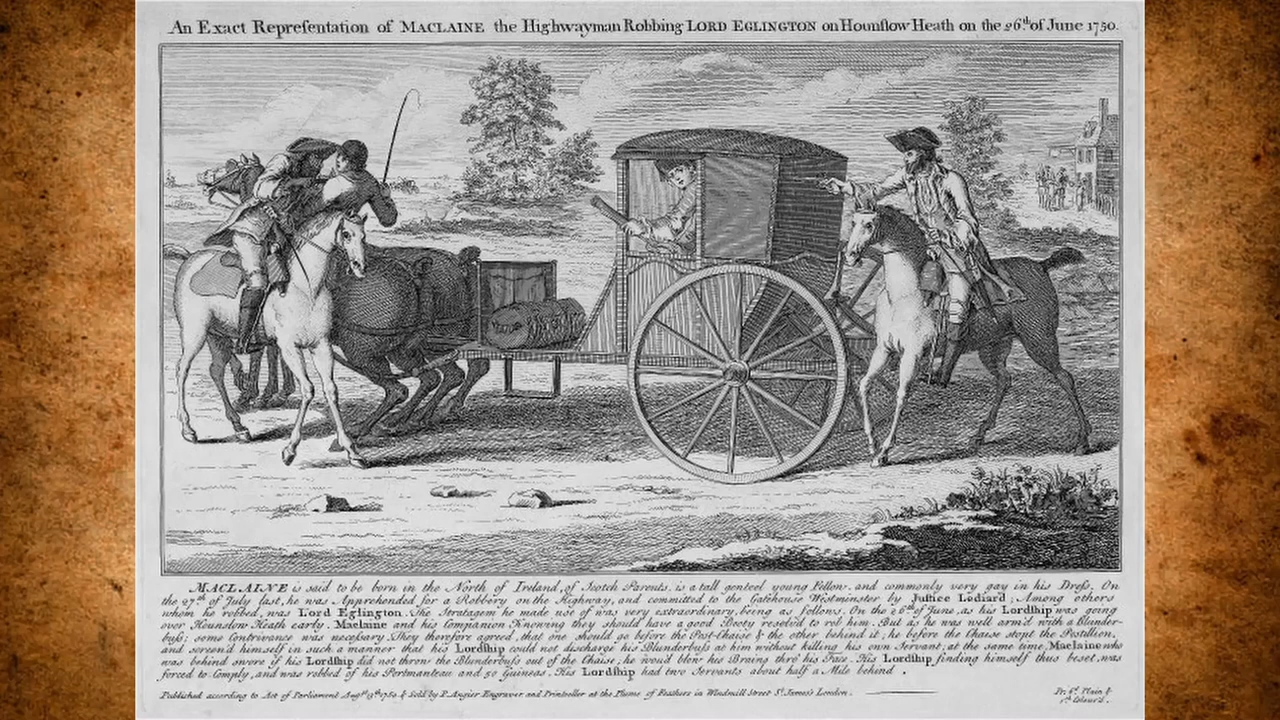 An Exact Representation of MACLAINE the Highwayman Robbing LORD EGLINGTON on Hounſlow Heath on the 26th of June 1750.
MACLAINE is said to be born in the North of Ireland, of Scotch Parents, is a tall genteel young Fellow, and commonly very gay in his Dreſs. On
the 27th of July laſt, he was Apprehended for a Robbery on the Highway, and Committed to the Gatehouse, Westminster by Juſtice Lediard; Among others
whom he robbed, was Lord Eglington. The Stratagem he made use of was very extraordinary, being as follows. On the 26th of June, as his Lordſhip was going
over Hounslow Heath early. Maclaine and his Companion Knowing they should have a good Booty resolv'd to rob him. But as he was well arm'd with a Blunder-
buſs; some Contrivance was neceſsary. They therefore agreed, that one should go before the Post-Chaise & the other behind it; he before the Chaise stopt the Postillion,
and screen'd himself in such a manner that his Lordſhip could not discharge his Blunderbuſs at him without killing his own Servant; at the same time, Maclaine who
was behind swore if his Lordſhip did not throw the Blunderbuſs out of the Chaise, he wou'd blow his Brains thro' his Face. His Lordſhip finding himself thus beset, was
forced to Comply, and was robbed of his Portmanteau and 50 Guineas. His Lordſhip had two Servants about half a Mile behind.
Published according to Act of Parliament Augst 9th 1750. & Sold by P. Angier Engraver and Printseller at the Plume of Feathers in Windmill Street St. James's London.
Pr. 6d. Plain &
1s. Colour'd.